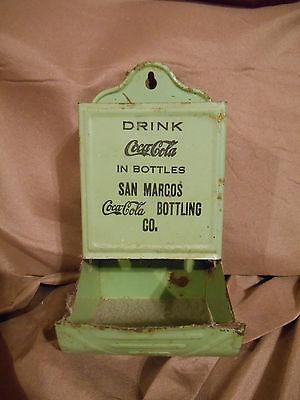 DRINK
Coca-Cola
IN BOTTLES
SAN MARCOS
Coca-Cola BOTTLING
CO.